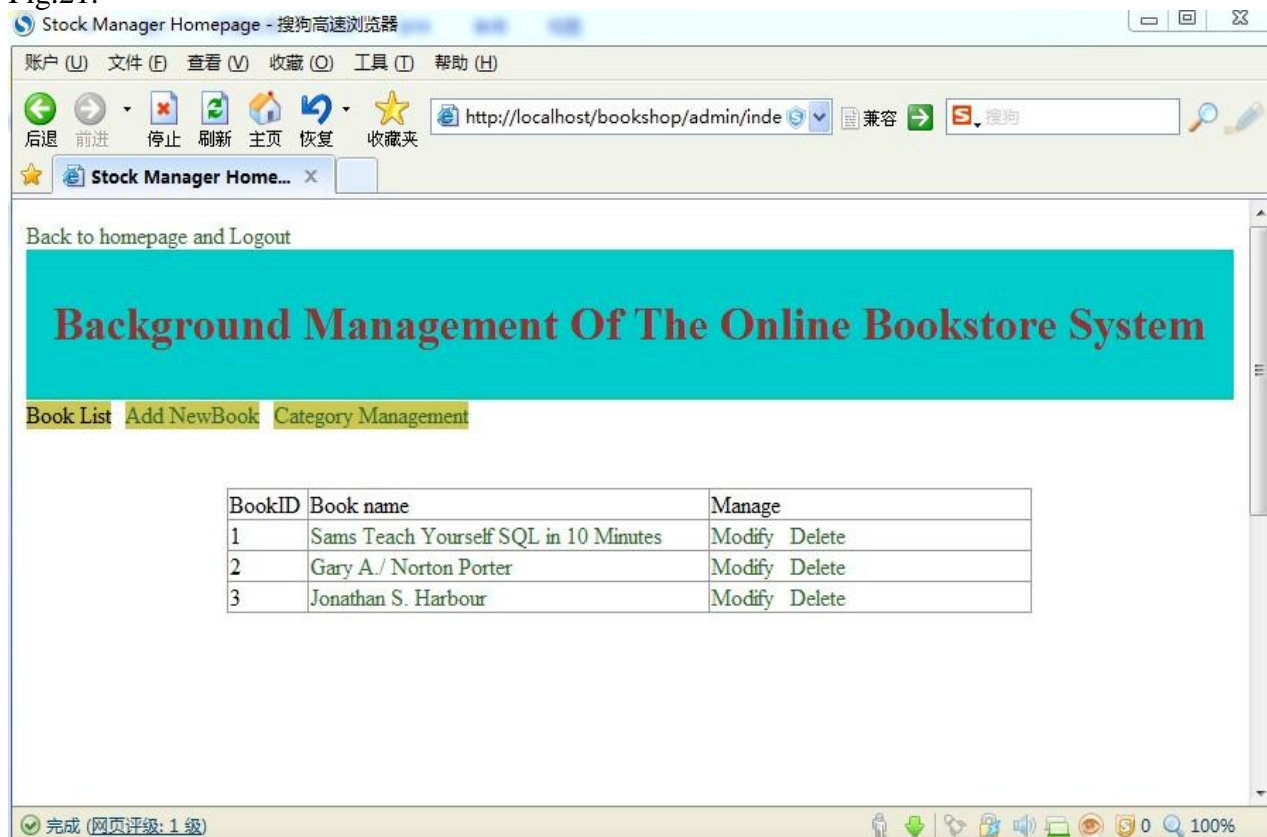 Fig.21.
Stock Manager Homepage - 搜狗高速浏览器
账户 (U) 文件 (F) 查看 (V) 收藏 (O) 工具 (T) 帮助 (H)
后退 前进 停止 刷新 主页 恢复 收藏夹 http://localhost/bookshop/admin/inde 兼容 搜狗
Stock Manager Home...
Back to homepage and Logout
Background Management Of The Online Bookstore System
Book List Add NewBook Category Management
BookID Book name Manage
1 Sams Teach Yourself SQL in 10 Minutes Modify Delete
2 Gary A./ Norton Porter Modify Delete
3 Jonathan S. Harbour Modify Delete
完成 (网页评级: 1 级) 0 100%